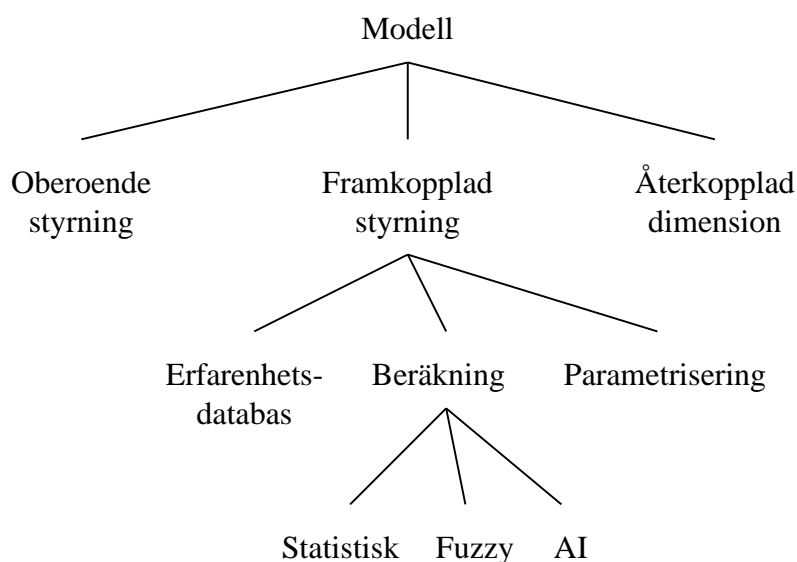 Modell
Oberoende
styrning
Framkopplad
styrning
Återkopplad
dimension
Erfarenhets-
databas
Beräkning
Parametrisering
Statistisk
Fuzzy
AI